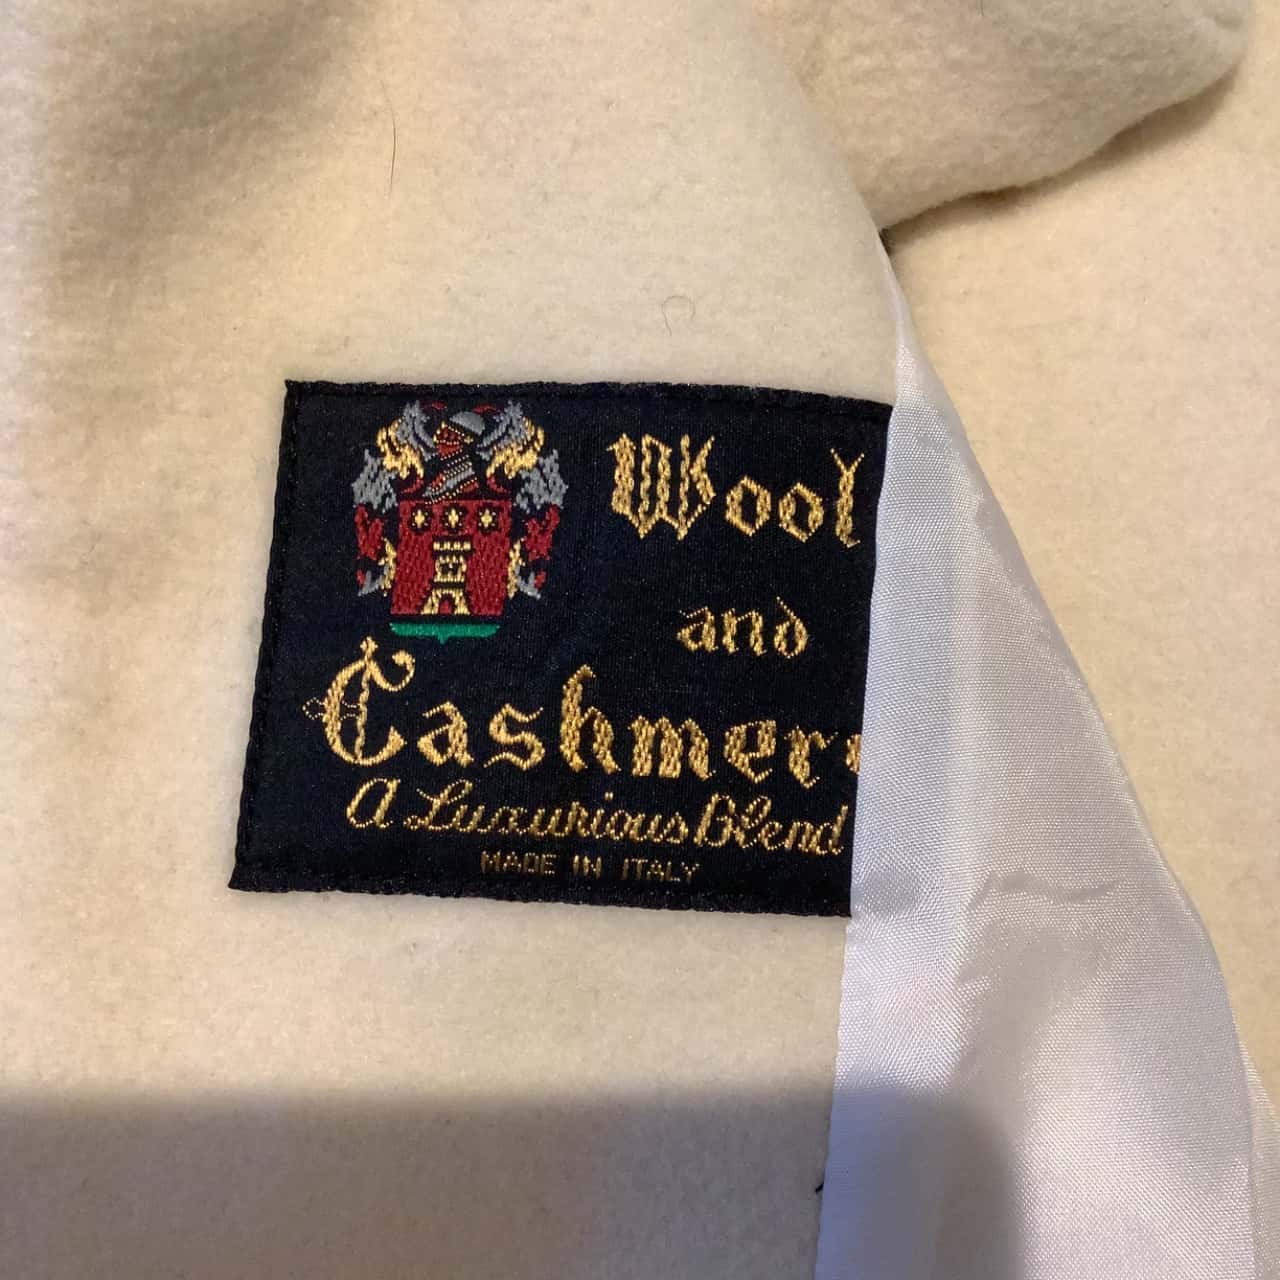 Wool
and
Cashmer
A Luxurious Blend
MADE IN ITALY